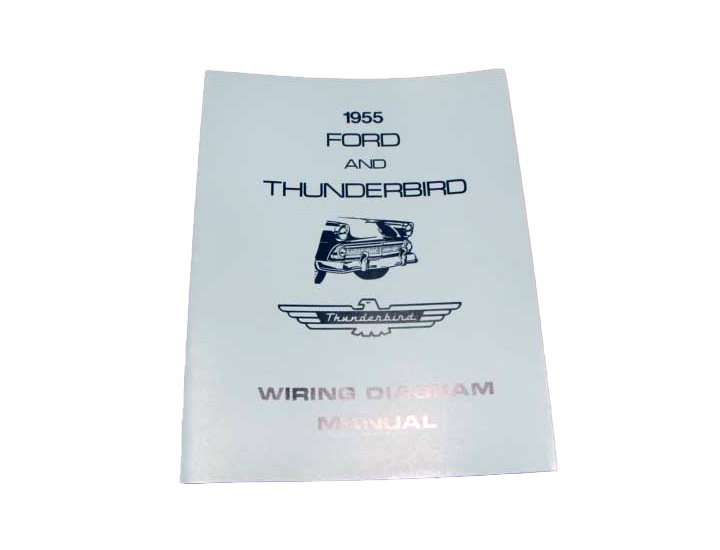 1955
FORD
AND
THUNDERBIRD
Thunderbird
WIRING DIAGRAM
MANUAL